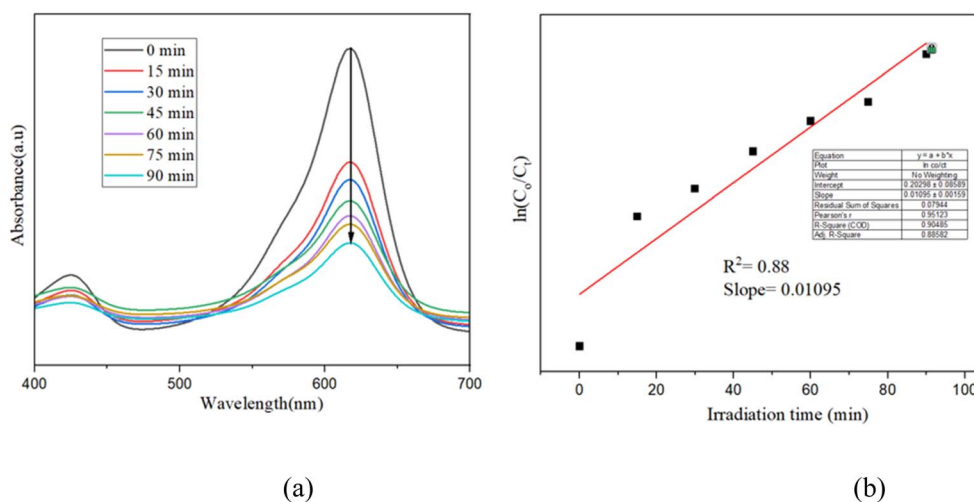 Absorbance(a.u)
0 min
15 min
30 min
45 min
60 min
75 min
90 min
400
500
600
700
Wavelength(nm)
(a)
ln(Cₒ/Cₜ)
Equation y = a + b*x
Plot ln co/ct
Weight No Weighting
Intercept 0.20298 ± 0.08589
Slope 0.01095 ± 0.00159
Residual Sum of Squares 0.07944
Pearson's r 0.95123
R-Square (COD) 0.90485
Adj. R-Square 0.88582
R²= 0.88
Slope= 0.01095
0
20
40
60
80
100
Irradiation time (min)
(b)